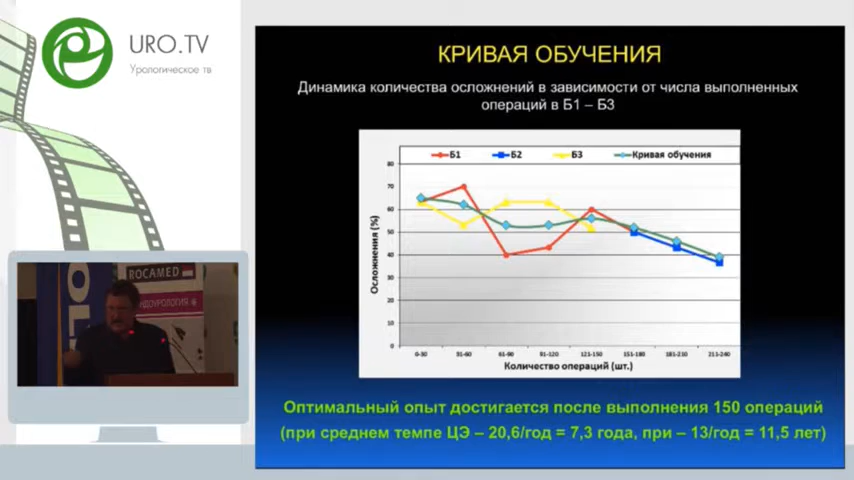 URO.TV
Урологическое тв
ROCAMED
КРИВАЯ ОБУЧЕНИЯ
Динамика количества осложнений в зависимости от числа выполненных
операций в Б1 – Б3
Б1 Б2 Б3 Кривая обучения
Осложнения (%)
80
70
60
50
40
30
20
10
0
0-30 31-60 61-90 91-120 121-150 151-180 181-210 211-240
Количество операций (шт.)
Оптимальный опыт достигается после выполнения 150 операций
(при среднем темпе ЦЭ – 20,6/год = 7,3 года, при – 13/год = 11,5 лет)